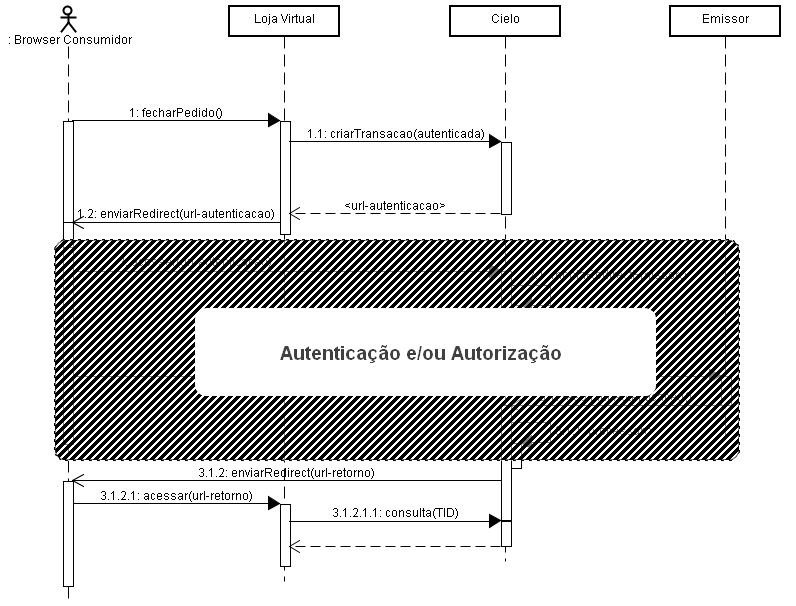 : Browser Consumidor
Loja Virtual
Cielo
Emissor
1: fecharPedido()
1.1: criarTransacao(autenticada)
<url-autenticacao>
1.2: enviarRedirect(url-autenticacao)
Autenticação e/ou Autorização
3.1.2: enviarRedirect(url-retorno)
3.1.2.1: acessar(url-retorno)
3.1.2.1.1: consulta(TID)